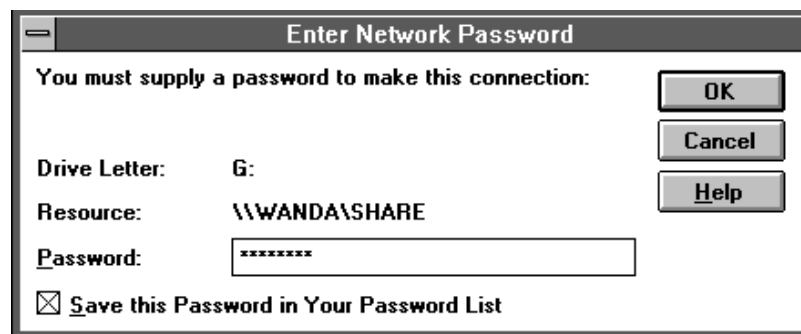 Enter Network Password
You must supply a password to make this connection:
OK
Cancel
Drive Letter: G:
Help
Resource: \\WANDA\SHARE
Password: ********
Save this Password in Your Password List